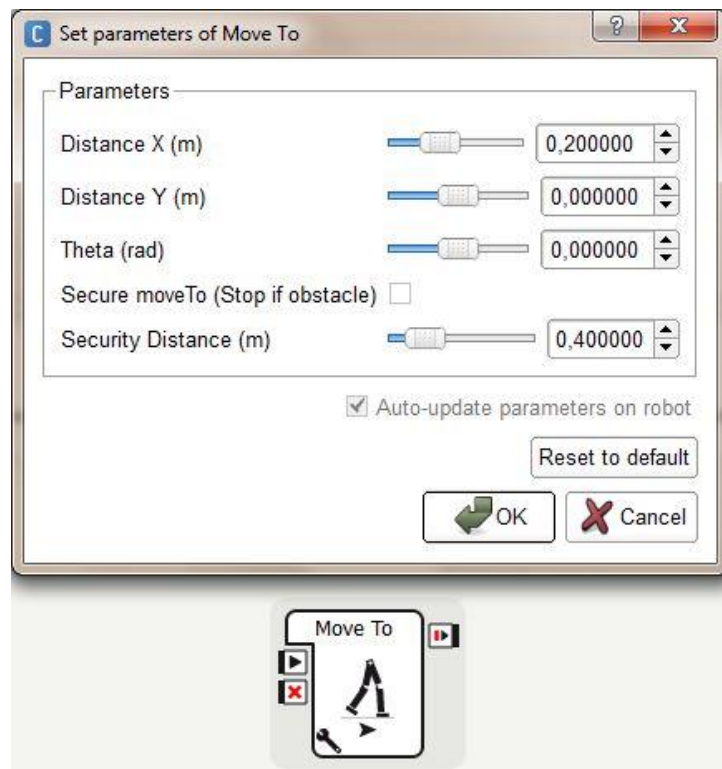 Set parameters of Move To
Parameters
Distance X (m) 0,200000
Distance Y (m) 0,000000
Theta (rad) 0,000000
Secure moveTo (Stop if obstacle)
Security Distance (m) 0,400000
Auto-update parameters on robot
Reset to default
OK Cancel
Move To